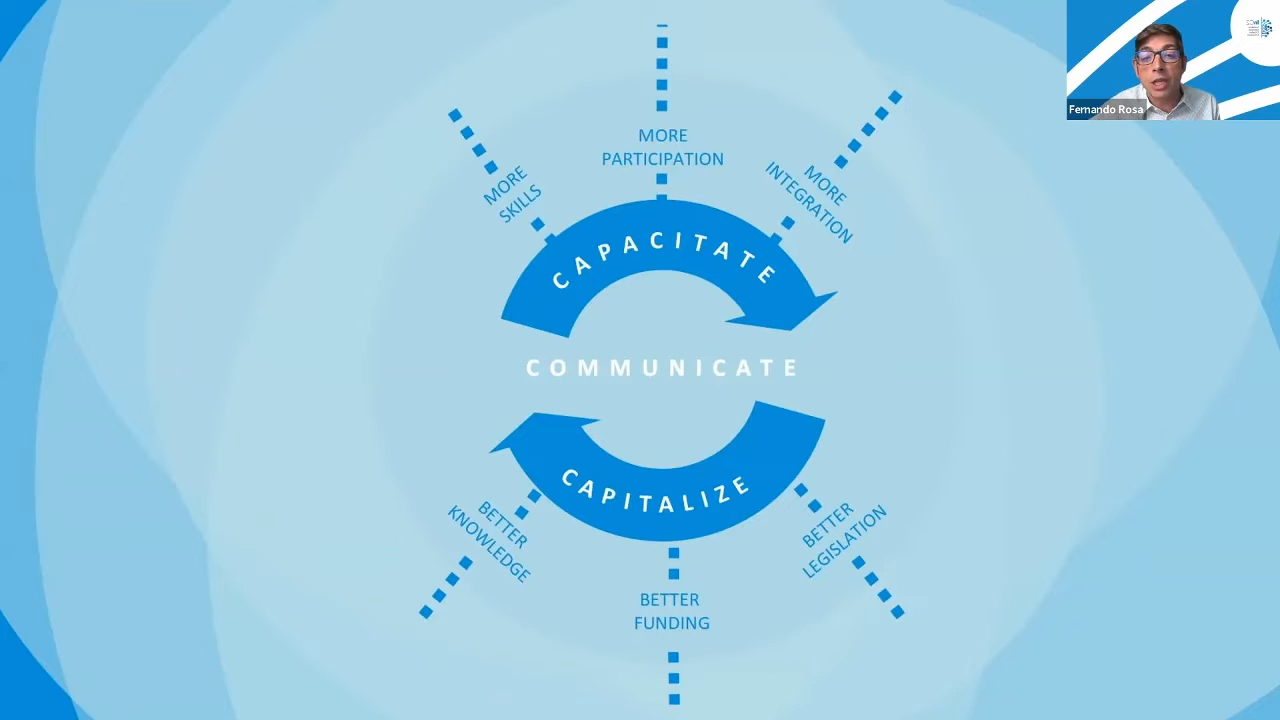 Fernando Rosa
MORE
PARTICIPATION
MORE
SKILLS
MORE
INTEGRATION
CAPACITATE
COMMUNICATE
CAPITALIZE
BETTER
KNOWLEDGE
BETTER
LEGISLATION
BETTER
FUNDING